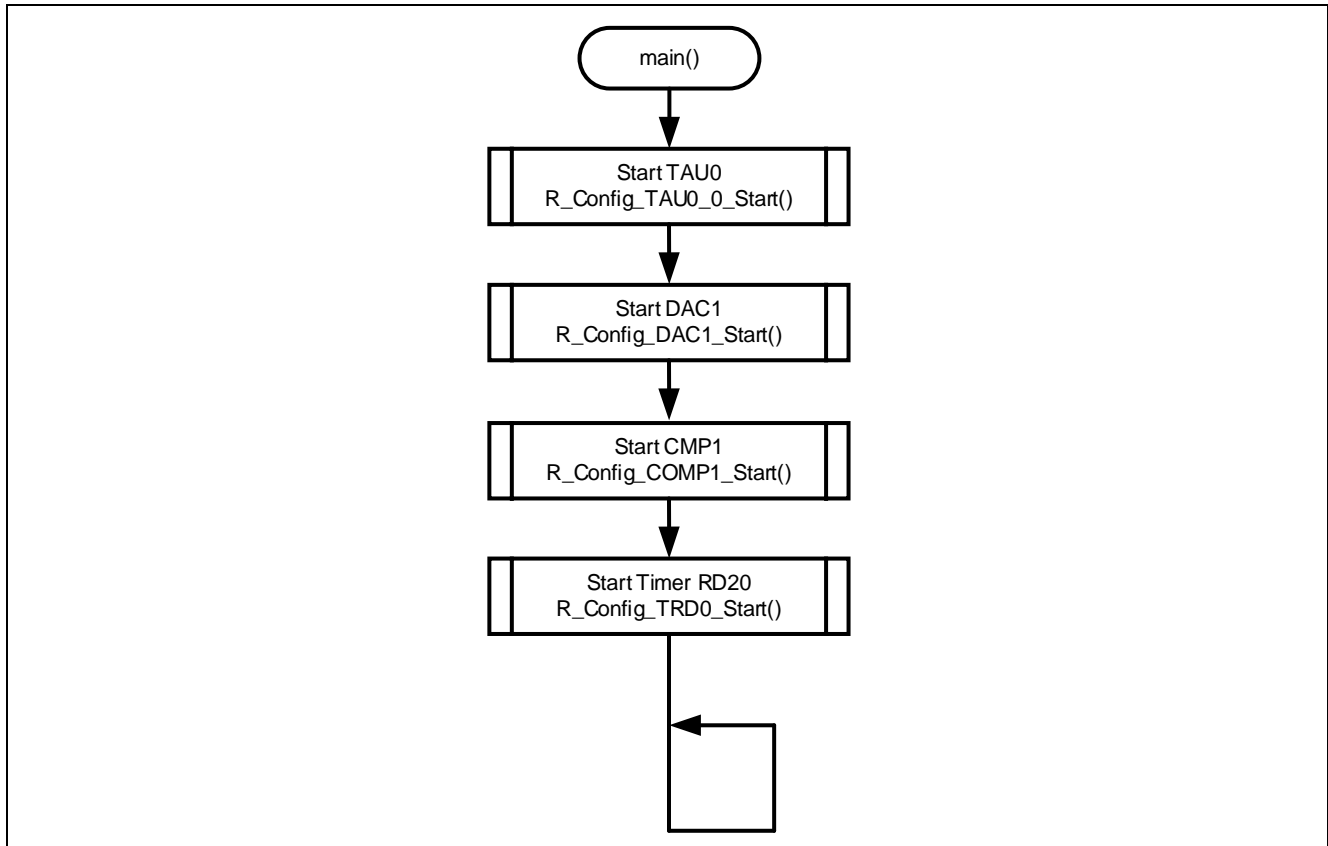 main()
Start TAU0
R_Config_TAU0_0_Start()
Start DAC1
R_Config_DAC1_Start()
Start CMP1
R_Config_COMP1_Start()
Start Timer RD20
R_Config_TRD0_Start()